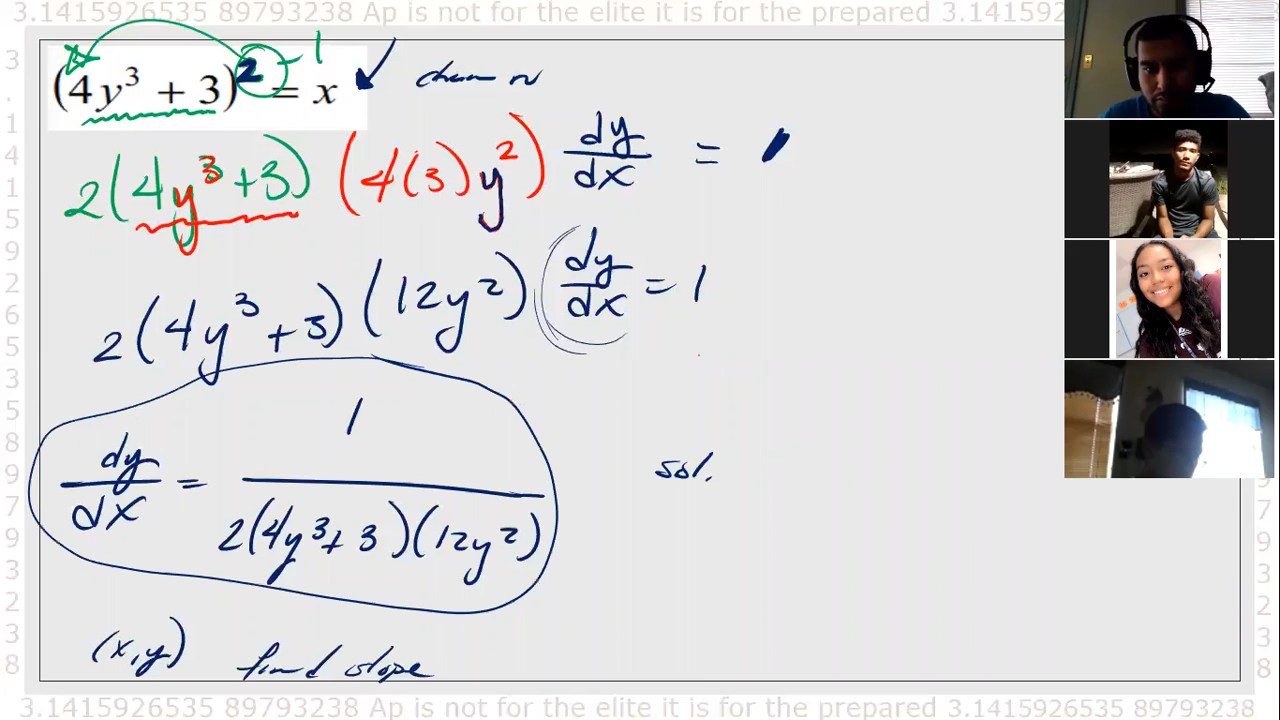 3.1415926535 89793238 Ap is not for the elite it is for the prepared 3.1415926535 89793238
(4y³ + 3)² = x
- 1
2(4y³+3) (4(3)y²) dy/dx =
2(4y³+3)(12y²) dy/dx = 1
dy/dx = 1/(2(4y³+3)(12y²))
sol.
(x,y) find slope
3.1415926535 89793238 Ap is not for the elite it is for the prepared 3.1415926535 89793238